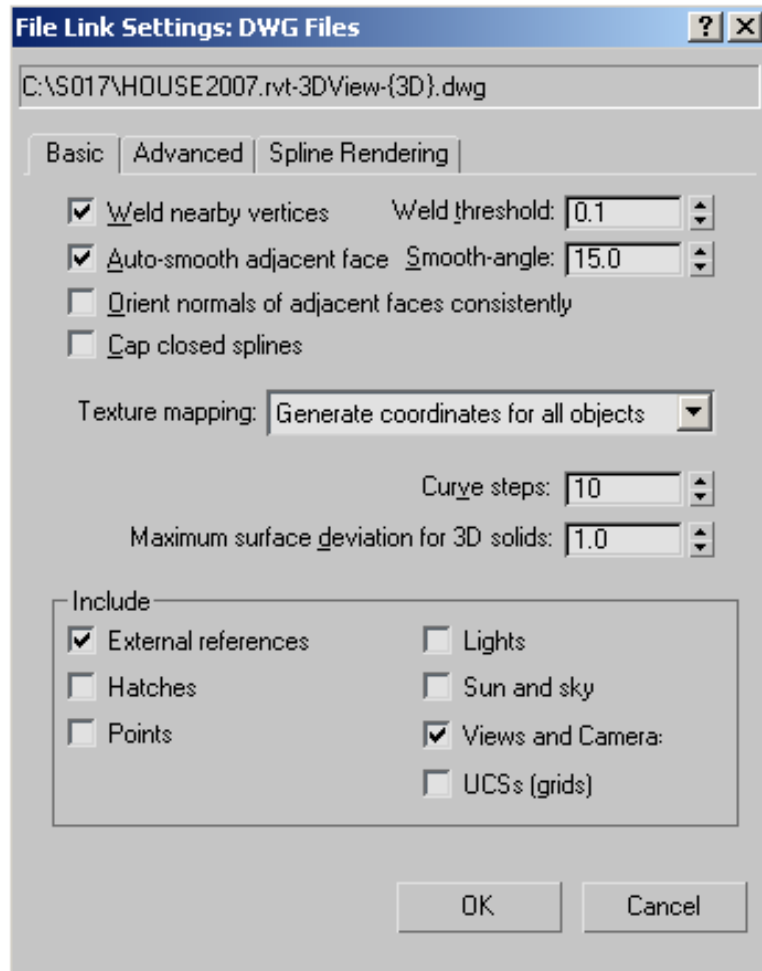 File Link Settings: DWG Files ?
C:\S017\HOUSE2007.rvt-3DView-{3D}.dwg
Basic Advanced Spline Rendering
Weld nearby vertices Weld threshold: 0.1
Auto-smooth adjacent face Smooth-angle: 15.0
Orient normals of adjacent faces consistently
Cap closed splines
Texture mapping: Generate coordinates for all objects
Curve steps: 10
Maximum surface deviation for 3D solids: 1.0
Include
External references Lights
Hatches Sun and sky
Points Views and Camera:
UCSs (grids)
OK Cancel